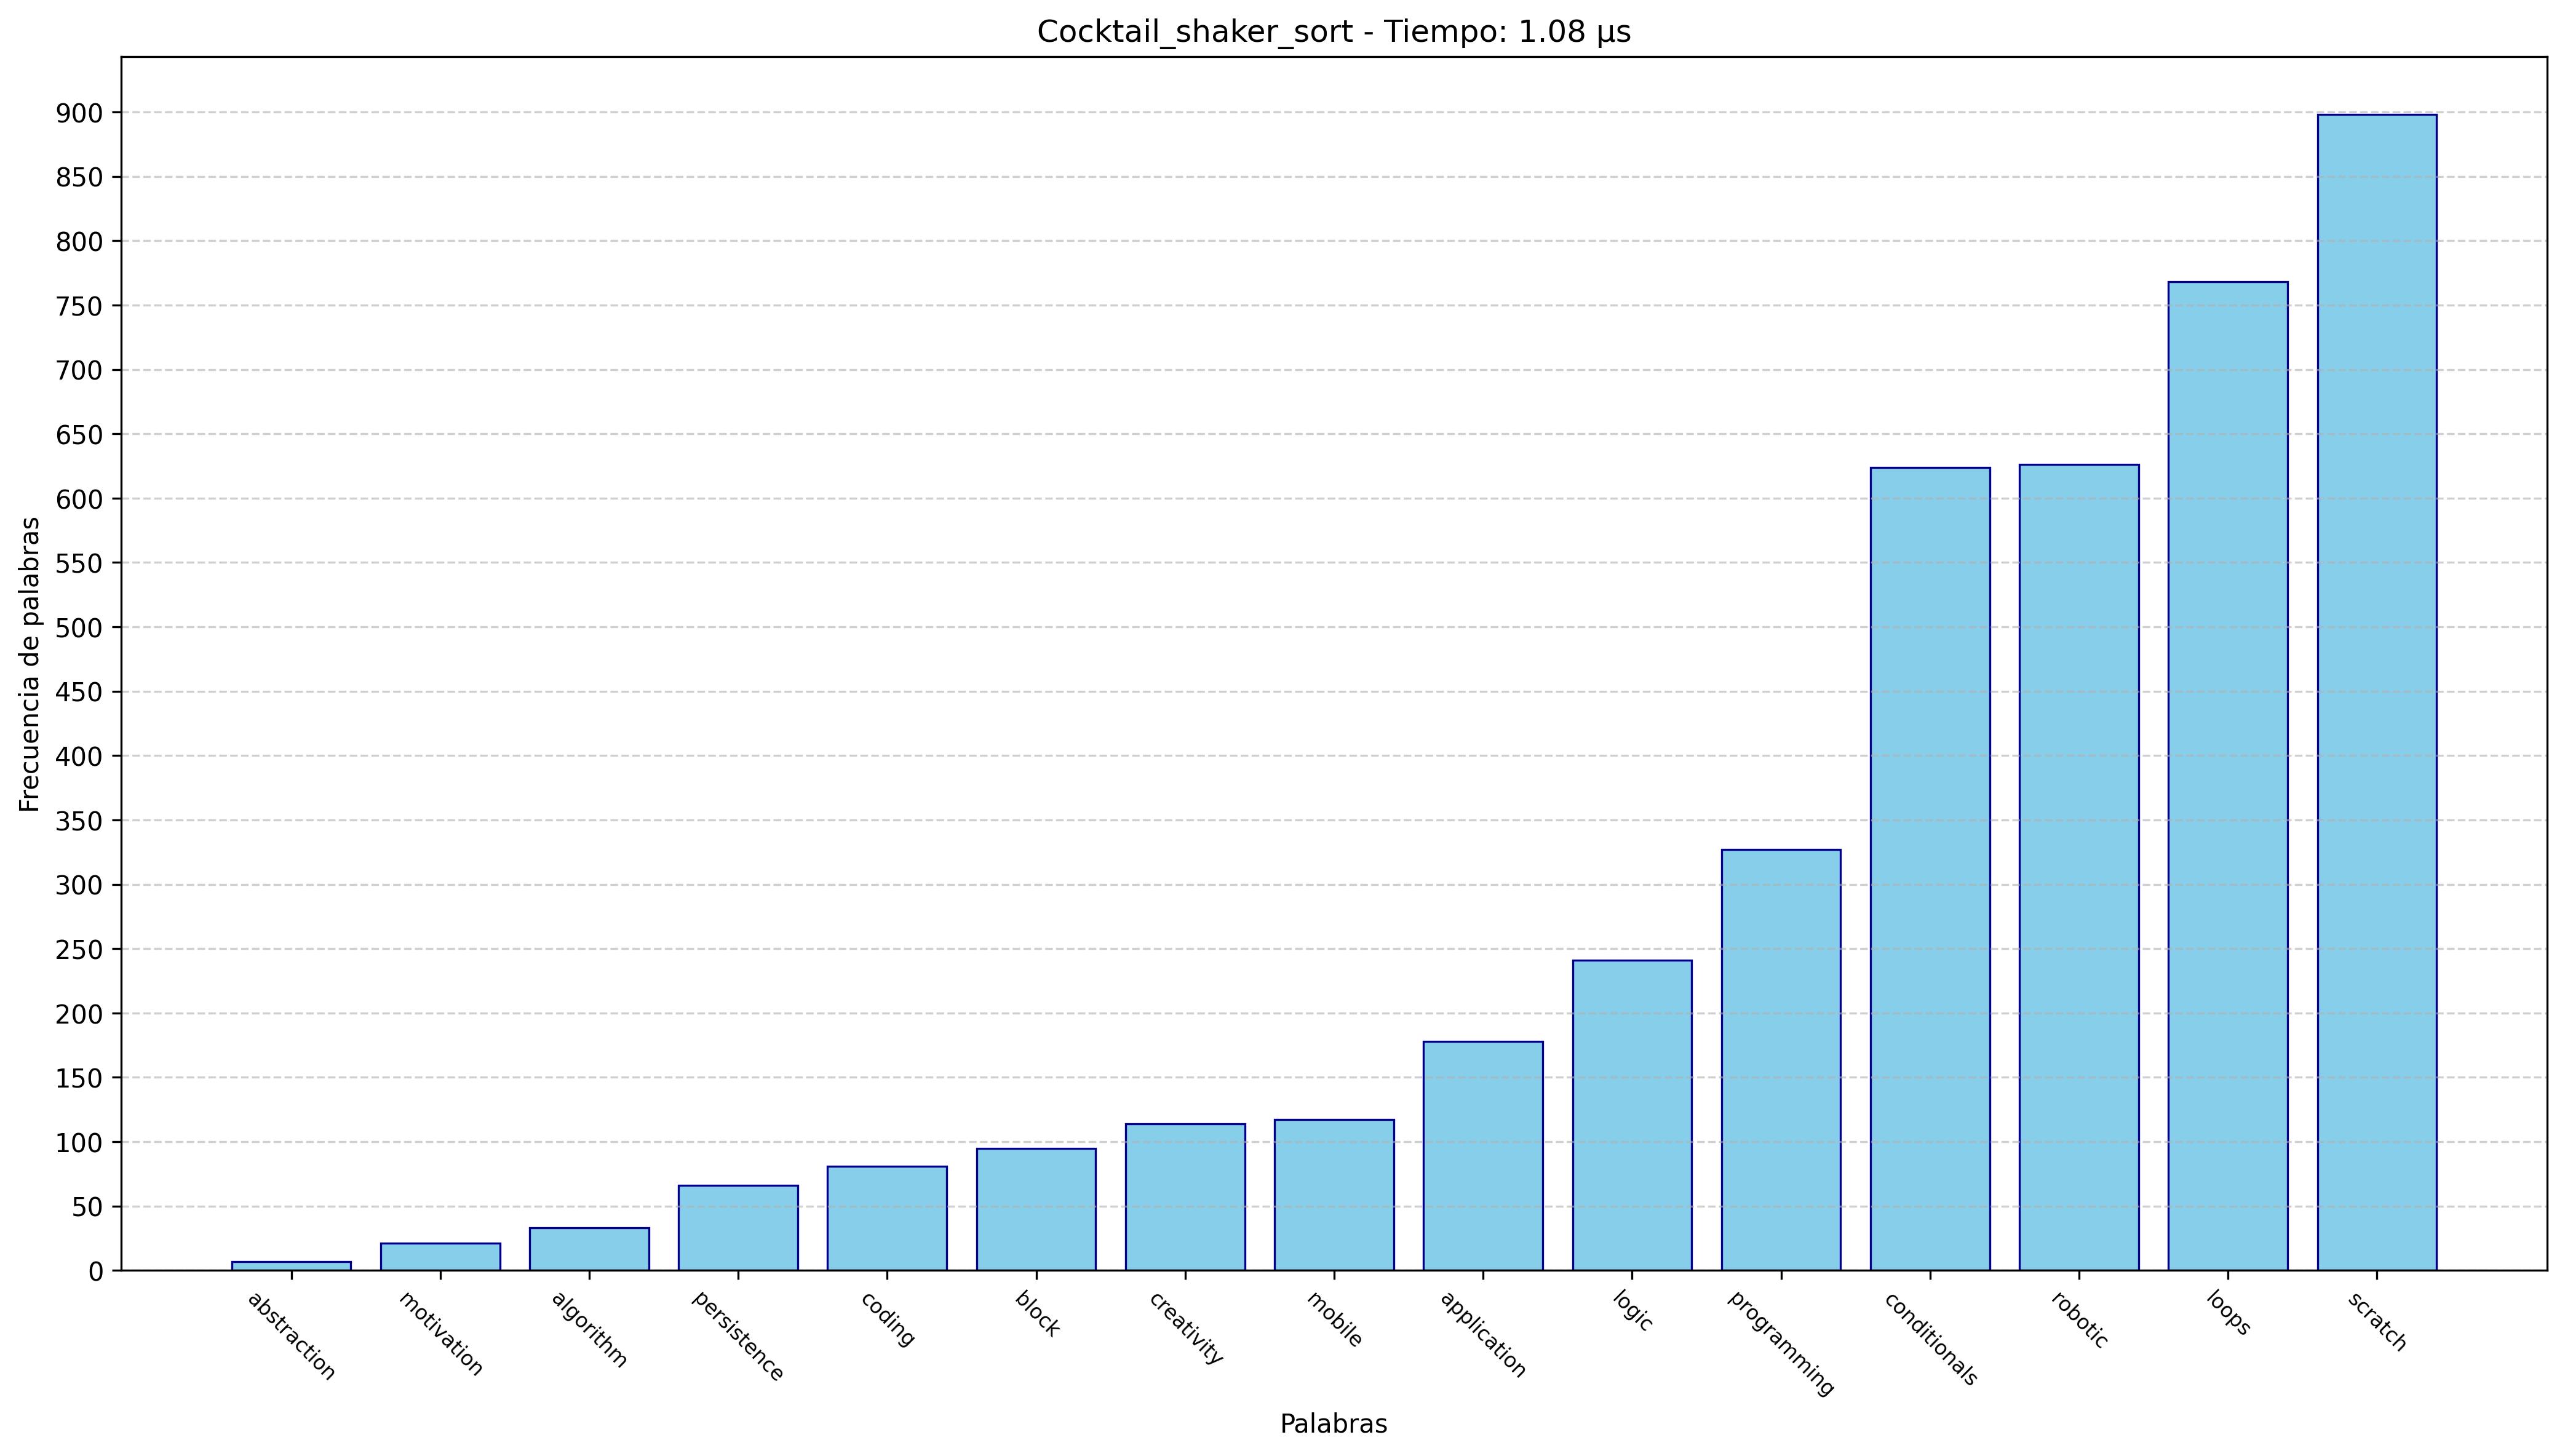 Cocktail_shaker_sort - Tiempo: 1.08 µs
Frecuencia de palabras
900
850
800
750
700
650
600
550
500
450
400
350
300
250
200
150
100
50
0
abstraction
motivation
algorithm
persistence
coding
block
creativity
mobile
application
logic
programming
conditionals
robotic
loops
scratch
Palabras